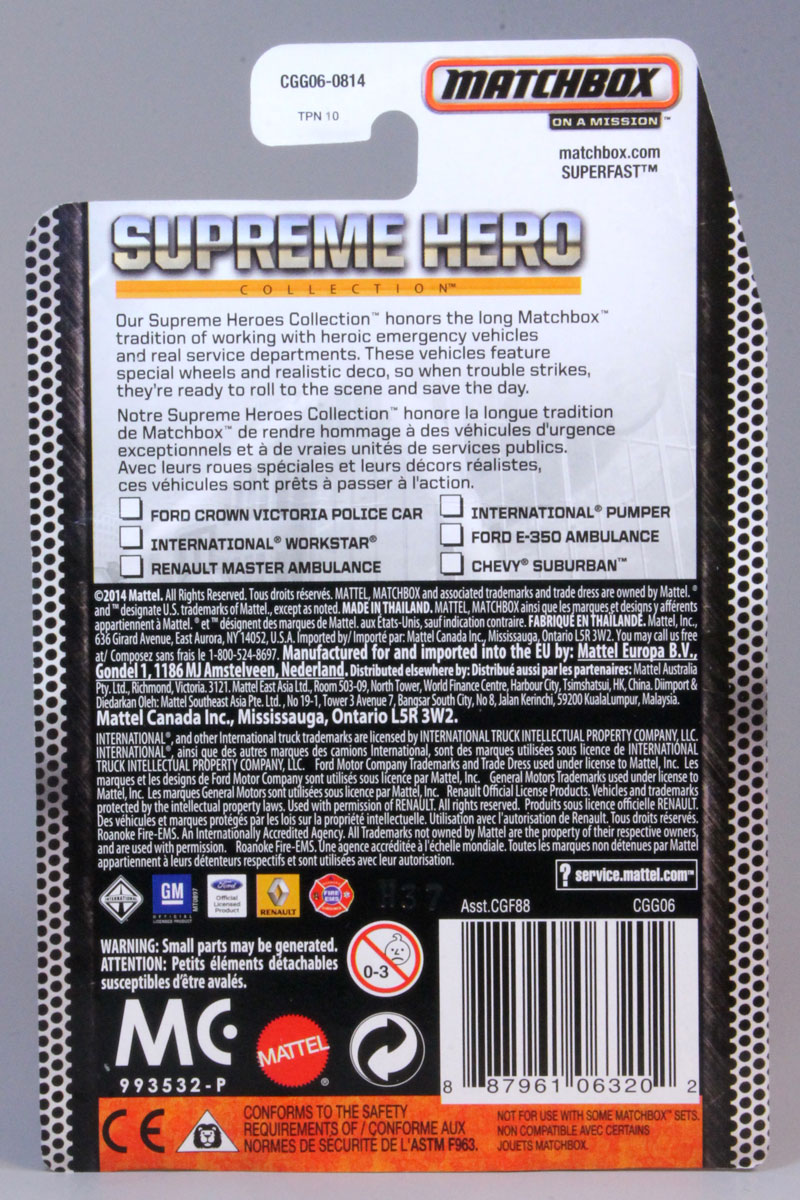 CGG06-0814
TPN 10
MATCHBOX
ON A MISSION™
matchbox.com
SUPERFAST™
SUPREME HERO
COLLECTION™
Our Supreme Heroes Collection™ honors the long Matchbox™
tradition of working with heroic emergency vehicles
and real service departments. These vehicles feature
special wheels and realistic deco, so when trouble strikes,
they're ready to roll to the scene and save the day.
Notre Supreme Heroes Collection™ honore la longue tradition
de Matchbox™ de rendre hommage à des véhicules d'urgence
exceptionnels et à de vraies unités de services publics.
Avec leurs roues spéciales et leurs décors réalistes,
ces véhicules sont prêts à passer à l'action.
FORD CROWN VICTORIA POLICE CAR
INTERNATIONAL® WORKSTAR®
RENAULT MASTER AMBULANCE
INTERNATIONAL® PUMPER
FORD E-350 AMBULANCE
CHEVY® SUBURBAN™
©2014 Mattel. All Rights Reserved. Tous droits réservés. MATTEL, MATCHBOX and associated trademarks and trade dress are owned by Mattel. ®
and ™ designate U.S. trademarks of Mattel., except as noted. MADE IN THAILAND. MATTEL, MATCHBOX ainsi que les marques et designs y afférents
appartiennent à Mattel. ® et ™ désignent des marques de Mattel. aux États-Unis, sauf indication contraire. FABRIQUÉ EN THAÏLANDE. Mattel, Inc.,
636 Girard Avenue, East Aurora, NY 14052, U.S.A. Imported by/ Importé par: Mattel Canada Inc., Mississauga, Ontario L5R 3W2. You may call us free
at/ Composez sans frais le 1-800-524-8697. Manufactured for and imported into the EU by: Mattel Europa B.V.,
Gondel 1, 1186 MJ Amstelveen, Nederland. Distributed elsewhere by: Distribué aussi par les partenaires: Mattel Australia
Pty. Ltd., Richmond, Victoria. 3121. Mattel East Asia Ltd., Room 503-09, North Tower, World Finance Centre, Harbour City, Tsimshatsui, HK, China. Diimport &
Diedarkan Oleh: Mattel Southeast Asia Pte. Ltd. , No 19-1, Tower 3 Avenue 7, Bangsar South City, No 8, Jalan Kerinchi, 59200 KualaLumpur, Malaysia.
Mattel Canada Inc., Mississauga, Ontario L5R 3W2.
INTERNATIONAL®, and other International truck trademarks are licensed by INTERNATIONAL TRUCK INTELLECTUAL PROPERTY COMPANY, LLC.
INTERNATIONAL®, ainsi que des autres marques des camions International, sont des marques utilisées sous licence de INTERNATIONAL
TRUCK INTELLECTUAL PROPERTY COMPANY, LLC. Ford Motor Company Trademarks and Trade Dress used under license to Mattel, Inc. Les
marques et les designs de Ford Motor Company sont utilisés sous licence par Mattel, Inc. General Motors Trademarks used under license to
Mattel, Inc. Les marques General Motors sont utilisées sous licence par Mattel, Inc. Renault Official License Products. Vehicles and trademarks
protected by the intellectual property laws. Used with permission of RENAULT. All rights reserved. Produits sous licence officielle RENAULT.
Des véhicules et marques protégés par les lois sur la propriété intellectuelle. Utilisation avec l'autorisation de Renault. Tous droits réservés.
Roanoke Fire-EMS. An Internationally Accredited Agency. All Trademarks not owned by Mattel are the property of their respective owners,
and are used with permission. Roanoke Fire-EMS. Une agence accréditée à l'échelle mondiale. Toutes les marques non détenues par Mattel
appartiennent à leurs détenteurs respectifs et sont utilisées avec leur autorisation.
? service.mattel.com™
INTERNATIONAL
GM
OFFICIAL
LICENSED PRODUCT
Ford
Official
Licensed
Product
RENAULT
FIRE
EMS
H37
Asst.CGF88
CGG06
WARNING: Small parts may be generated.
ATTENTION: Petits éléments détachables
susceptibles d'être avalés.
0-3
MC
993532-P
MATTEL
®
8 87961 06320 2
CE
CONFORMS TO THE SAFETY
REQUIREMENTS OF / CONFORME AUX
NORMES DE SÉCURITÉ DE L'ASTM F963.
NOT FOR USE WITH SOME MATCHBOX™ SETS.
NON COMPATIBLE AVEC CERTAINS
JOUETS MATCHBOX.